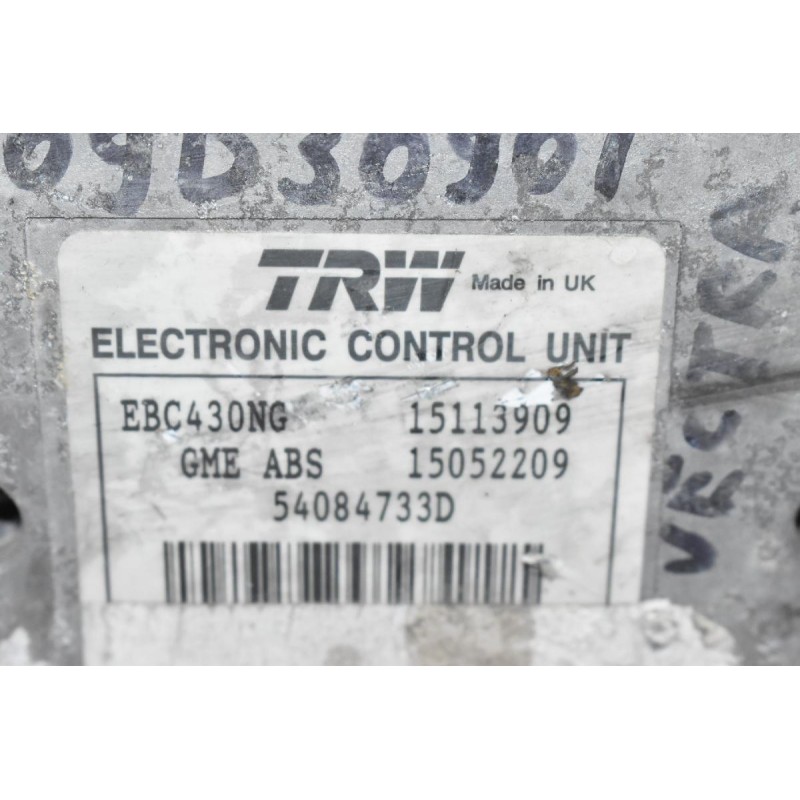 09D30901
TRW Made in UK
ELECTRONIC CONTROL UNIT
EBC430NG 15113909
GME ABS 15052209
54084733D
VECTRA